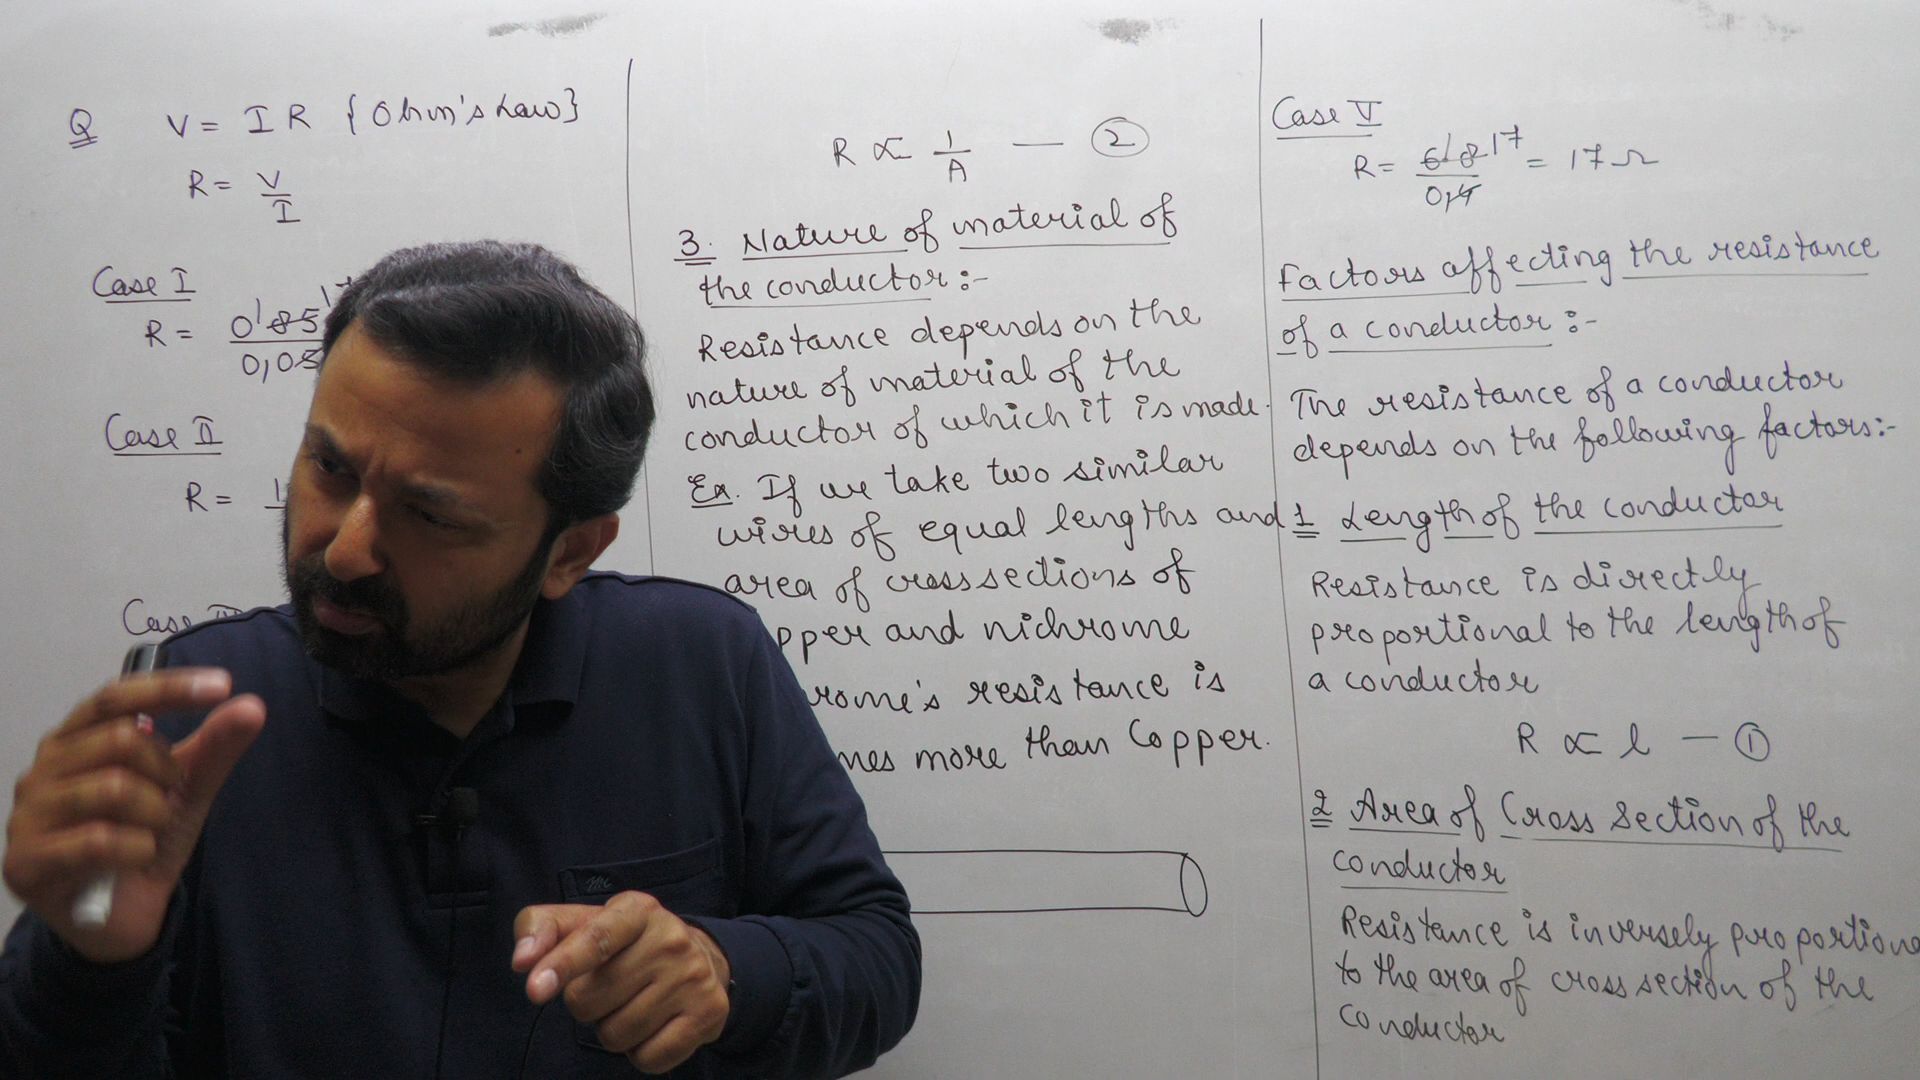 Q V = I R {Ohm's Law}
R = V/I
Case I
R = 0.85/0.05
Case II
R = 1
Case
R ∝ 1/A — ②
3. Nature of material of
the conductor :-
Resistance depends on the
nature of material of the
conductor of which it is made.
Ex. If we take two similar
wires of equal lengths and
area of cross sections of
pper and nichrome
rome's resistance is
mes more than Copper.
Case V
R = 6.8/0.4 17 = 17 Ω
Factors affecting the resistance
of a conductor :-
The resistance of a conductor
depends on the following factors:-
1 Length of the conductor
Resistance is directly
proportional to the length of
a conductor
R ∝ l — ①
2 Area of Cross Section of the
conductor
Resistance is inversely proportiona
to the area of cross section of the
conductor